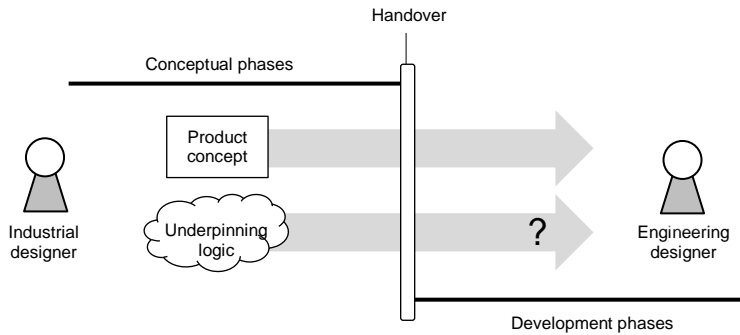 Handover
Conceptual phases
Product
concept
Industrial
designer
Underpinning
logic
?
Engineering
designer
Development phases